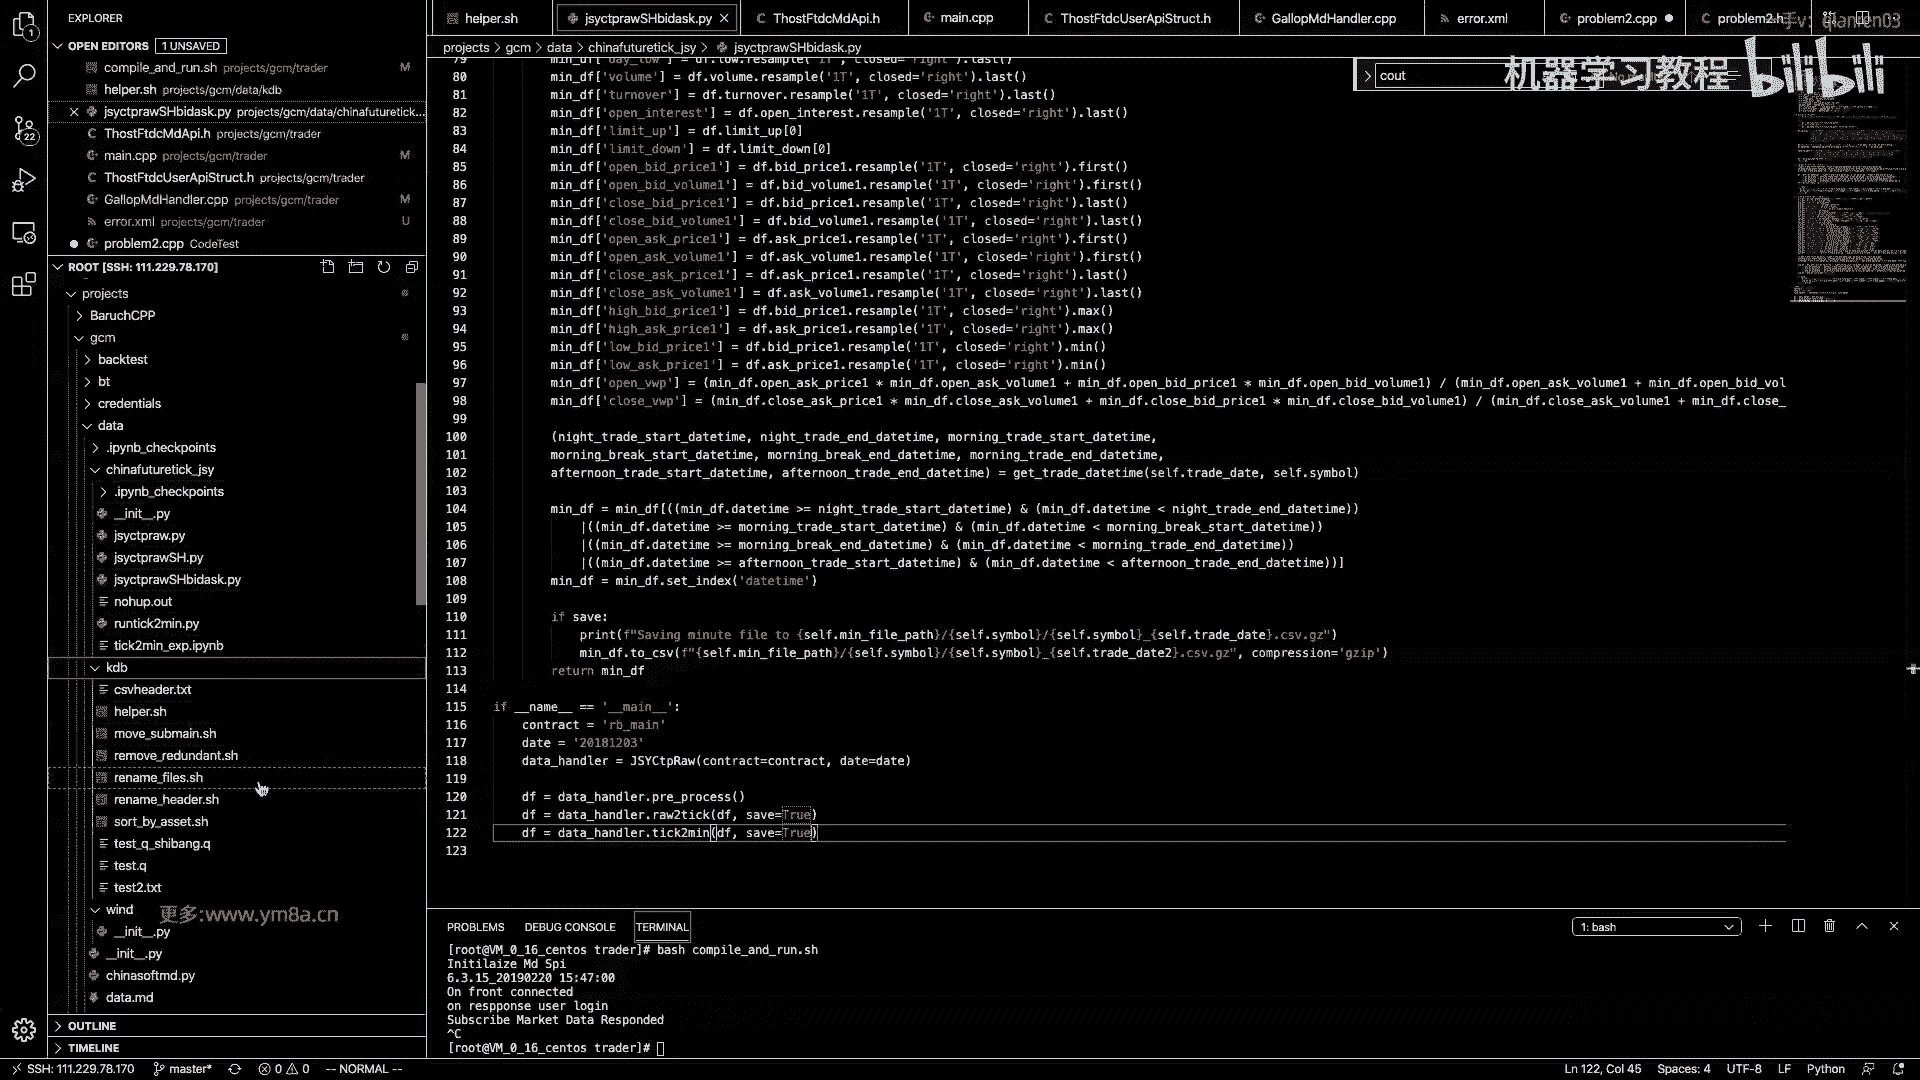 EXPLORER
OPEN EDITORS 1 UNSAVED
compile_and_run.sh projects/gcm/trader M
helper.sh projects/gcm/data/kdb
jsyctprawSHbidask.py projects/gcm/data/chinafuturetick...
ThostFtdcMdApi.h projects/gcm/trader
main.cpp projects/gcm/trader M
ThostFtdcUserApiStruct.h projects/gcm/trader
GallopMdHandler.cpp projects/gcm/trader M
error.xml projects/gcm/trader U
problem2.cpp CodeTest
ROOT [SSH: 111.229.78.170]
projects
BaruchCPP
gcm
backtest
bt
credentials
data
.ipynb_checkpoints
chinafuturetick_jsy
.ipynb_checkpoints
__init__.py
jsyctpraw.py
jsyctprawSH.py
jsyctprawSHbidask.py
nohup.out
runtick2min.py
tick2min_exp.ipynb
kdb
csvheader.txt
helper.sh
move_submain.sh
remove_redundant.sh
rename_files.sh
rename_header.sh
sort_by_asset.sh
test_q_shibang.q
test.q
test2.txt
wind
更多:www.ym8a.cn
__init__.py
__init__.py
chinasoftmd.py
data.md
OUTLINE
TIMELINE
helper.sh jsyctprawSHbidask.py ThostFtdcMdApi.h main.cpp ThostFtdcUserApiStruct.h GallopMdHandler.cpp error.xml problem2.cpp problem2.h
projects > gcm > data > chinafuturetick_jsy > jsyctprawSHbidask.py
cout
机器学习教程 bilibili
79 min_df['day_low'] = df.low.resample('1T', closed='right').last()
80 min_df['volume'] = df.volume.resample('1T', closed='right').last()
81 min_df['turnover'] = df.turnover.resample('1T', closed='right').last()
82 min_df['open_interest'] = df.open_interest.resample('1T', closed='right').last()
83 min_df['limit_up'] = df.limit_up[0]
84 min_df['limit_down'] = df.limit_down[0]
85 min_df['open_bid_price1'] = df.bid_price1.resample('1T', closed='right').first()
86 min_df['open_bid_volume1'] = df.bid_volume1.resample('1T', closed='right').first()
87 min_df['close_bid_price1'] = df.bid_price1.resample('1T', closed='right').last()
88 min_df['close_bid_volume1'] = df.bid_volume1.resample('1T', closed='right').last()
89 min_df['open_ask_price1'] = df.ask_price1.resample('1T', closed='right').first()
90 min_df['open_ask_volume1'] = df.ask_volume1.resample('1T', closed='right').first()
91 min_df['close_ask_price1'] = df.ask_price1.resample('1T', closed='right').last()
92 min_df['close_ask_volume1'] = df.ask_volume1.resample('1T', closed='right').last()
93 min_df['high_bid_price1'] = df.bid_price1.resample('1T', closed='right').max()
94 min_df['high_ask_price1'] = df.ask_price1.resample('1T', closed='right').max()
95 min_df['low_bid_price1'] = df.bid_price1.resample('1T', closed='right').min()
96 min_df['low_ask_price1'] = df.ask_price1.resample('1T', closed='right').min()
97 min_df['open_vwp'] = (min_df.open_ask_price1 * min_df.open_ask_volume1 + min_df.open_bid_price1 * min_df.open_bid_volume1) / (min_df.open_ask_volume1 + min_df.open_bid_vol
98 min_df['close_vwp'] = (min_df.close_ask_price1 * min_df.close_ask_volume1 + min_df.close_bid_price1 * min_df.close_bid_volume1) / (min_df.close_ask_volume1 + min_df.close_
99
100 (night_trade_start_datetime, night_trade_end_datetime, morning_trade_start_datetime,
101 morning_break_start_datetime, morning_break_end_datetime, morning_trade_end_datetime,
102 afternoon_trade_start_datetime, afternoon_trade_end_datetime) = get_trade_datetime(self.trade_date, self.symbol)
103
104 min_df = min_df[((min_df.datetime >= night_trade_start_datetime) & (min_df.datetime < night_trade_end_datetime))
105 |((min_df.datetime >= morning_trade_start_datetime) & (min_df.datetime < morning_break_start_datetime))
106 |((min_df.datetime >= morning_break_end_datetime) & (min_df.datetime < morning_trade_end_datetime))
107 |((min_df.datetime >= afternoon_trade_start_datetime) & (min_df.datetime < afternoon_trade_end_datetime))]
108 min_df = min_df.set_index('datetime')
109
110 if save:
111 print(f"Saving minute file to {self.min_file_path}/{self.symbol}/{self.symbol}_{self.trade_date}.csv.gz")
112 min_df.to_csv(f"{self.min_file_path}/{self.symbol}/{self.symbol}_{self.trade_date2}.csv.gz", compression='gzip')
113 return min_df
114
115 if __name__ == '__main__':
116 contract = 'rb_main'
117 date = '20181203'
118 data_handler = JSYCtpRaw(contract=contract, date=date)
119
120 df = data_handler.pre_process()
121 df = data_handler.raw2tick(df, save=True)
122 df = data_handler.tick2min(df, save=True)
123
PROBLEMS DEBUG CONSOLE TERMINAL 1: bash
[root@VM_0_16_centos trader]# bash compile_and_run.sh
Initilaize Md Spi
6.3.15_20190220 15:47:00
On front connected
on respponse user login
Subscribe Market Data Responded
^C
[root@VM_0_16_centos trader]#
SSH: 111.229.78.170 master* 0 0 -- NORMAL -- Ln 122, Col 45 Spaces: 4 UTF-8 LF Python